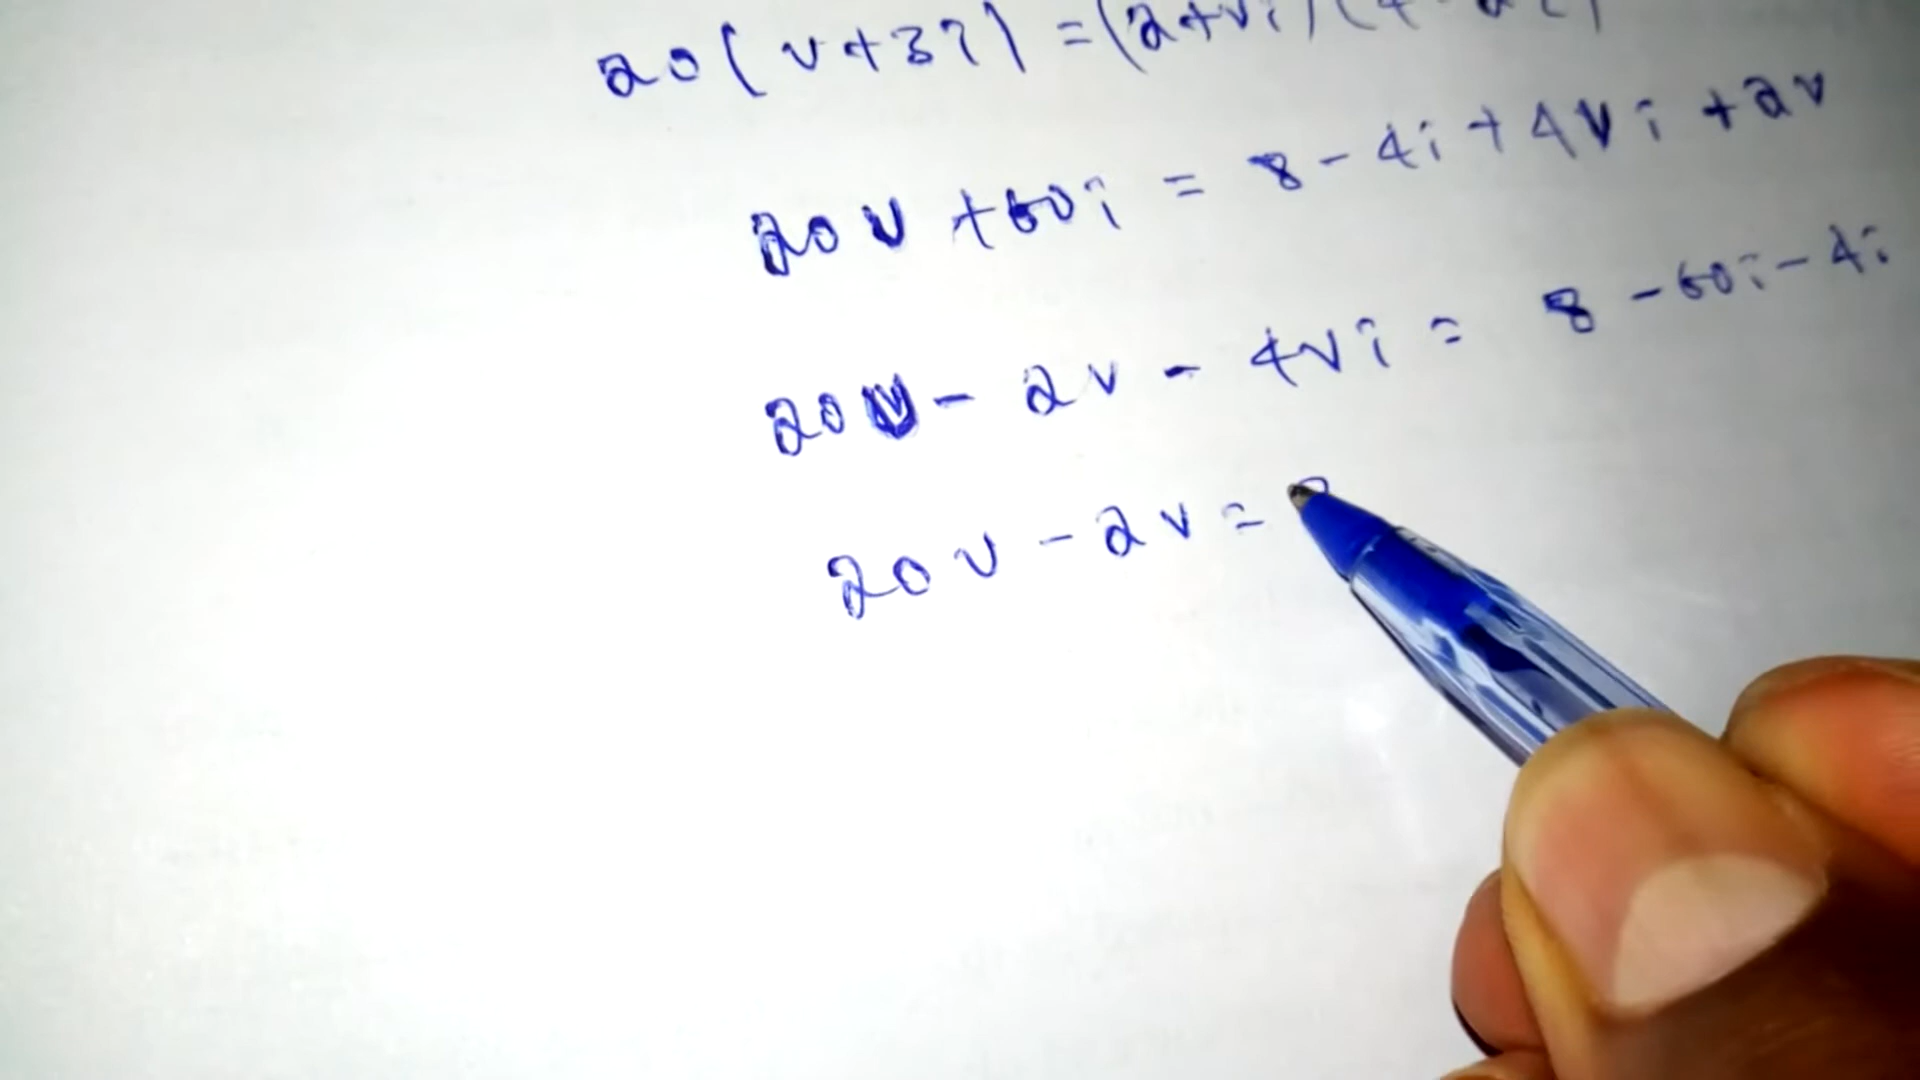 20(v+3i) =(2+vi)(4
20v +60i = 8-4i+4vi+2v
20v- 2v - 4vi = 8 -60i-4i
20v - 2v =